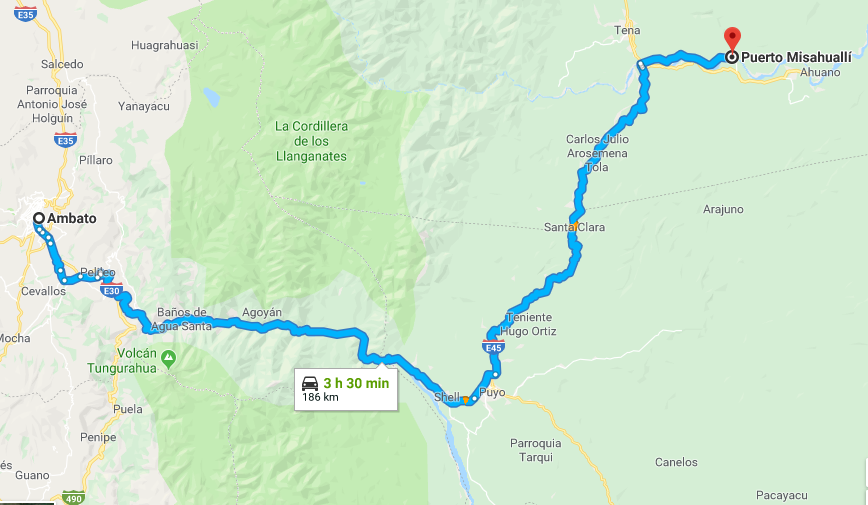 E35
Huagrahuasi
Salcedo
Parroquia
Antonio José
Holguín
Yanayacu
E35
Píllaro
La Cordillera
de los
Llanganates
Tena
Puerto Misahuallí
Ahuano
Carlos Julio
Arosemena
Tola
Arajuno
Santa Clara
Ambato
Pelileo
E30
Cevallos
Mocha
Baños de
Agua Santa
Agoyán
Volcán
Tungurahua
Teniente
Hugo Ortiz
E45
3 h 30 min
186 km
Shell
Puyo
Puela
Penipe
Parroquia
Tarqui
Canelos
és
Guano
490
Pacayacu